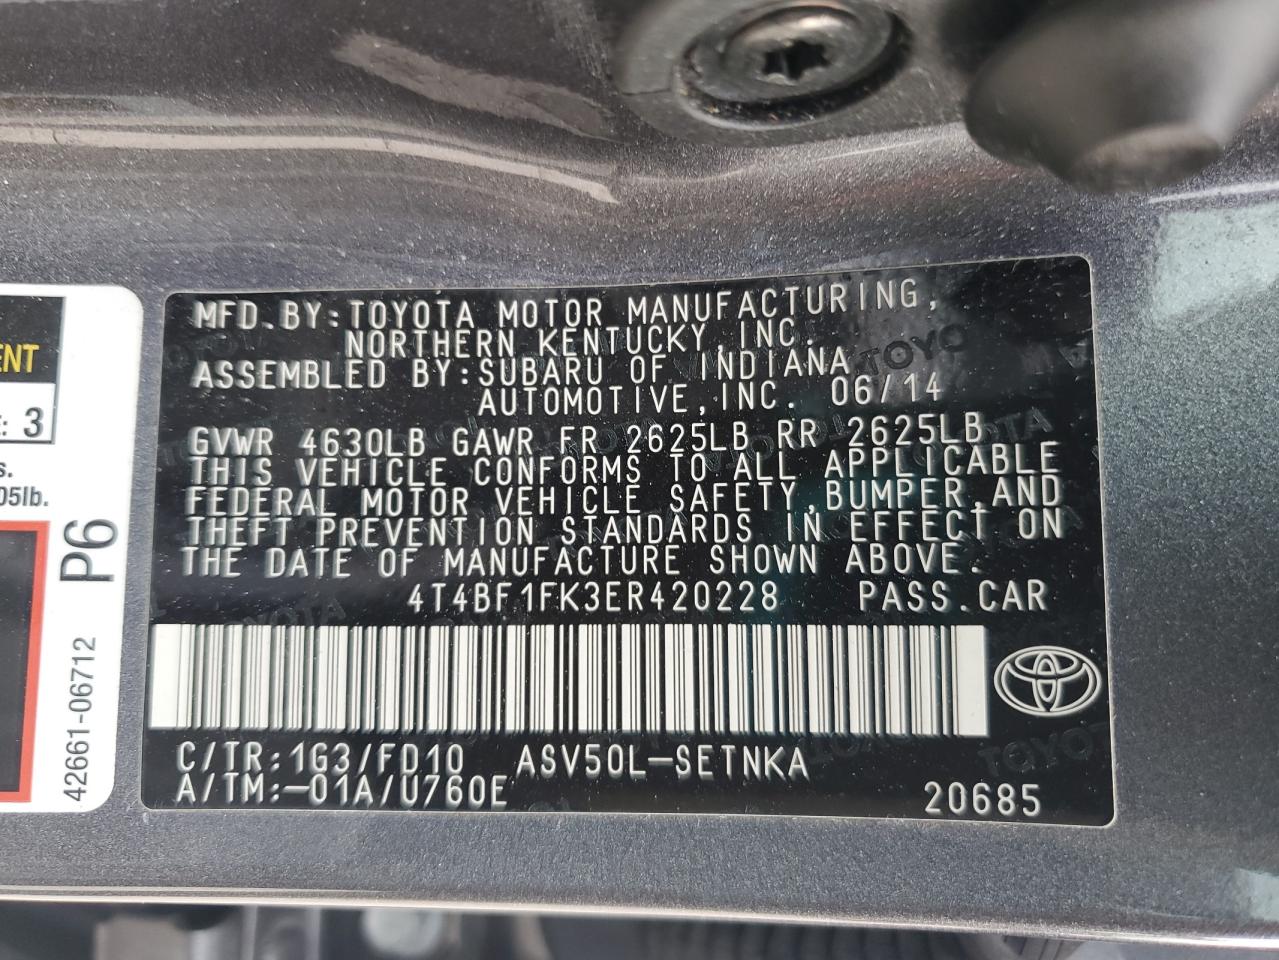 MFD.BY:TOYOTA MOTOR MANUFACTURING,
NORTHERN KENTUCKY,INC.
ASSEMBLED BY:SUBARU OF INDIANA
AUTOMOTIVE,INC. 06/14
GVWR 4630LB GAWR FR 2625LB RR 2625LB
THIS VEHICLE CONFORMS TO ALL APPLICABLE
FEDERAL MOTOR VEHICLE SAFETY,BUMPER,AND
THEFT PREVENTION STANDARDS IN EFFECT ON
THE DATE OF MANUFACTURE SHOWN ABOVE.
4T4BF1FK3ER420228 PASS.CAR
C/TR:1G3/FD10 ASV50L-SETNKA
A/TM:-01A/U760E
20685
3
P6
42661-06712
TOYOTA